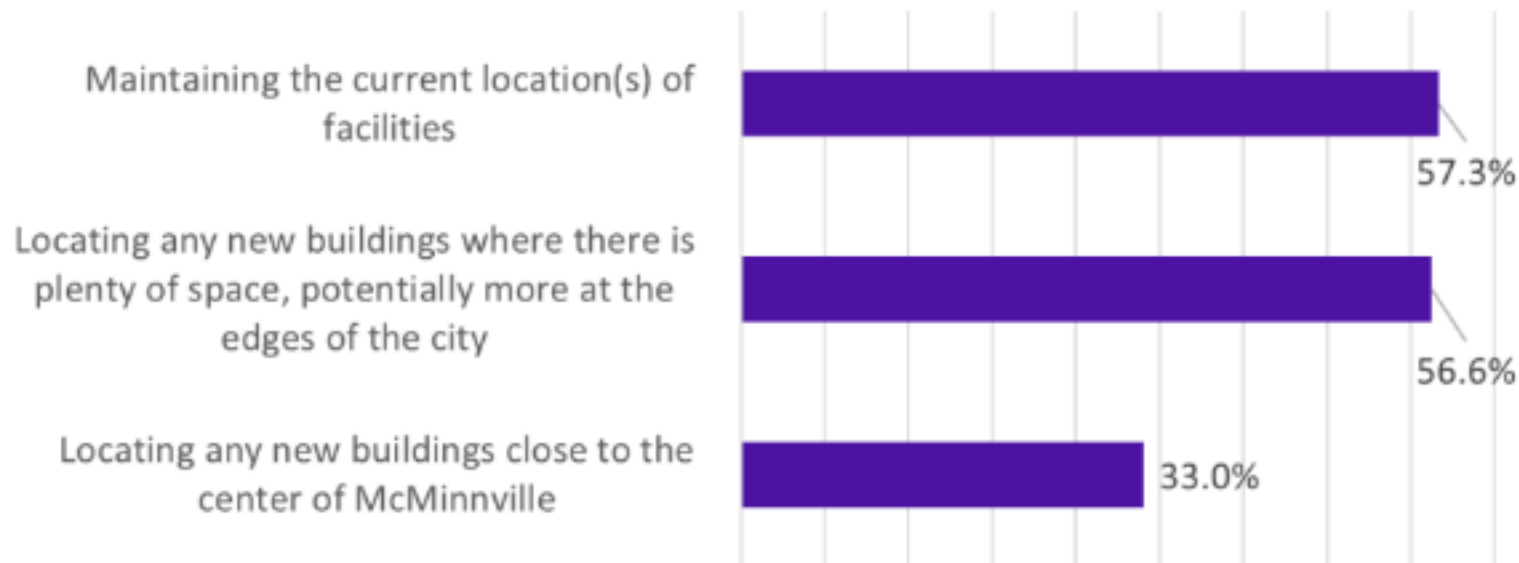 Maintaining the current location(s) of
facilities
57.3%
Locating any new buildings where there is
plenty of space, potentially more at the
edges of the city
56.6%
Locating any new buildings close to the
center of McMinnville
33.0%